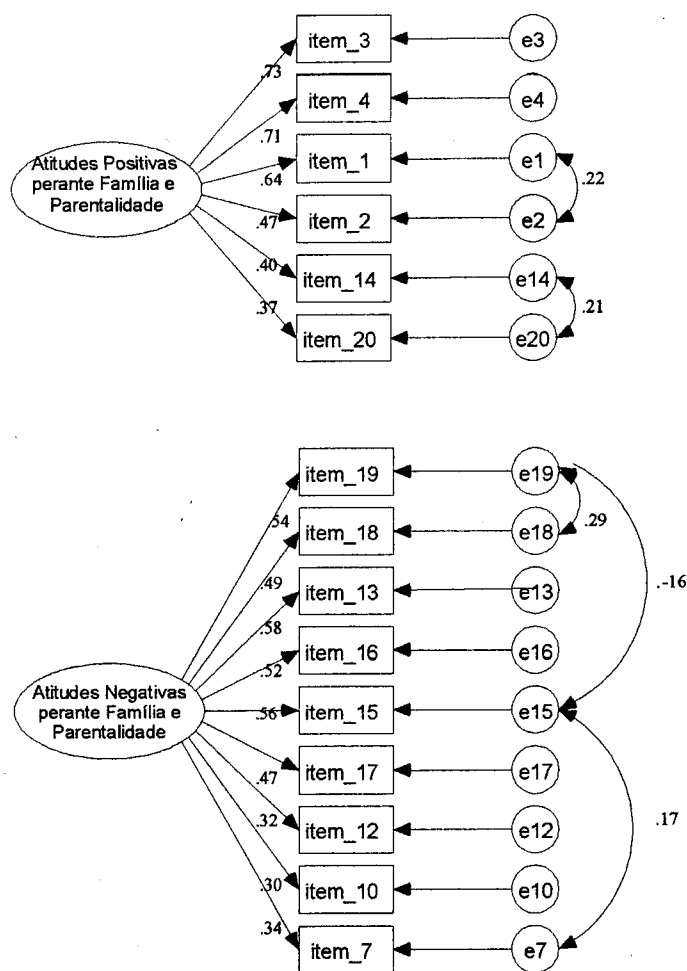 item_3
e3
.73
item_4
e4
.71
Atitudes Positivas
perante Família e
Parentalidade
item_1
e1
.64
.22
item_2
e2
.47
item_14
e14
.40
.21
item_20
e20
.37
item_19
e19
.54
.29
item_18
e18
.49
item_13
e13
.-16
.58
item_16
e16
.52
Atitudes Negativas
perante Família e
Parentalidade
item_15
e15
.56
item_17
e17
.47
item_12
e12
.17
.32
item_10
e10
.30
item_7
e7
.34